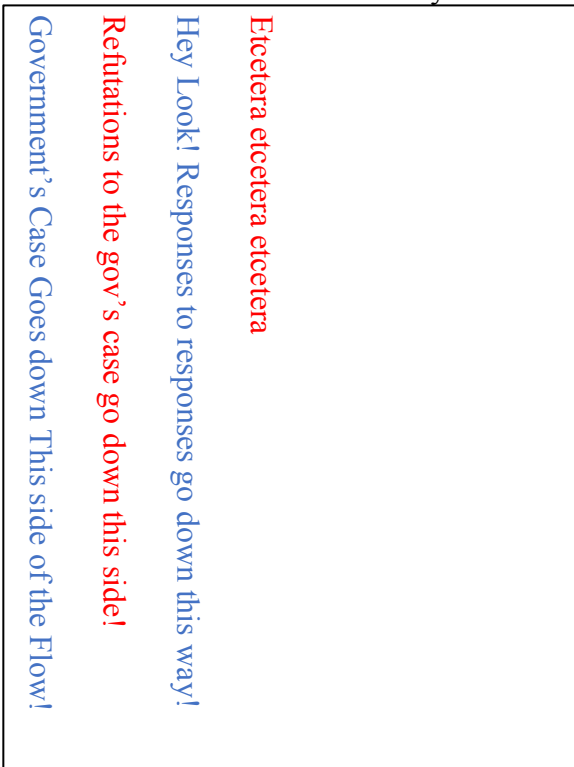 Government’s Case Goes down This side of the Flow!
Refutations to the gov’s case go down this side!
Hey Look! Responses to responses go down this way!
Etcetera etcetera etcetera